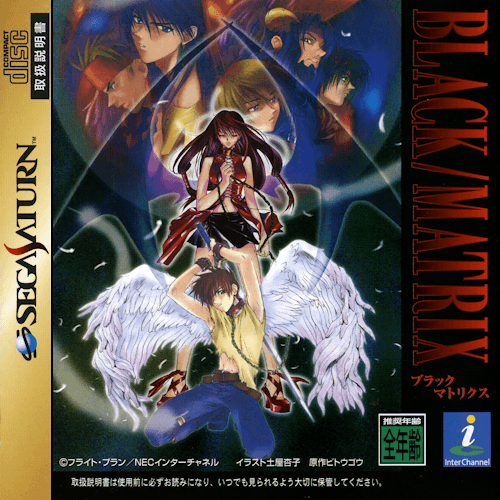 COMPACT
disc
取扱説明書
SEGA SATURN™
BLACK/MATRIX
ブラック
マトリクス
推奨年齢
全年齢
i
InterChannel
©フライト・プラン/NECインターチャネル イラスト土屋杏子 原作ビトウゴウ
取扱説明書は使用前に必ずお読みになり、いつでも見られるよう大切に保管してください。